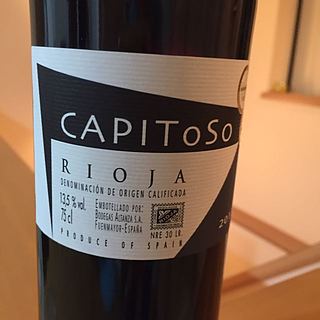 CAPIToSo
RIOJA
DENOMINACIÓN DE ORIGEN CALIFICADA
13,5 % vol.
75 cl
EMBOTELLADO POR:
BODEGAS ALTANZA S.A.
FUENMAYOR-ESPAÑA
NRE 30 LR.
PRODUCE OF SPAIN